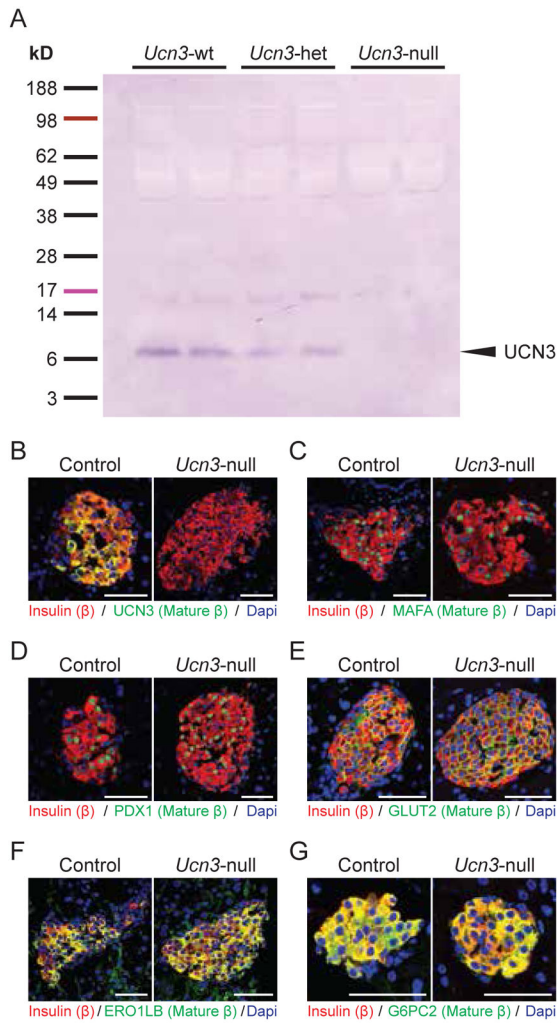 A
kD
Ucn3-wt Ucn3-het Ucn3-null
188
98
62
49
38
28
17
14
6
3
UCN3
B
Control Ucn3-null
Insulin (β) / UCN3 (Mature β) / Dapi
C
Control Ucn3-null
Insulin (β) / MAFA (Mature β) / Dapi
D
Control Ucn3-null
Insulin (β) / PDX1 (Mature β) / Dapi
E
Control Ucn3-null
Insulin (β) / GLUT2 (Mature β) / Dapi
F
Control Ucn3-null
Insulin (β) / ERO1LB (Mature β) / Dapi
G
Control Ucn3-null
Insulin (β) / G6PC2 (Mature β) / Dapi